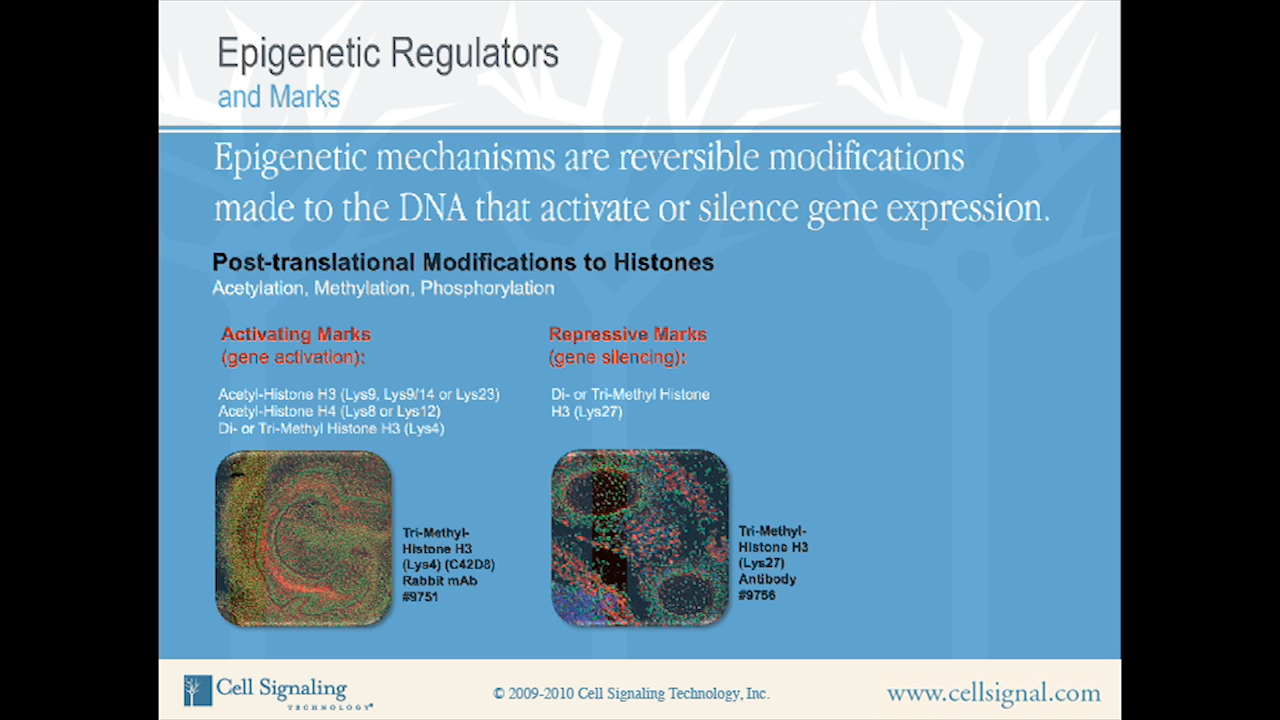 Epigenetic Regulators
and Marks
Epigenetic mechanisms are reversible modifications
made to the DNA that activate or silence gene expression.
Post-translational Modifications to Histones
Acetylation, Methylation, Phosphorylation
Activating Marks
(gene activation):
Acetyl-Histone H3 (Lys9, Lys9/14 or Lys23)
Acetyl-Histone H4 (Lys8 or Lys12)
Di- or Tri-Methyl Histone H3 (Lys4)
Tri-Methyl-
Histone H3
(Lys4) (C42D8)
Rabbit mAb
#9751
Repressive Marks
(gene silencing):
Di- or Tri-Methyl Histone
H3 (Lys27)
Tri-Methyl-
Histone H3
(Lys27)
Antibody
#9756
Cell Signaling
TECHNOLOGY®
© 2009-2010 Cell Signaling Technology, Inc.
www.cellsignal.com